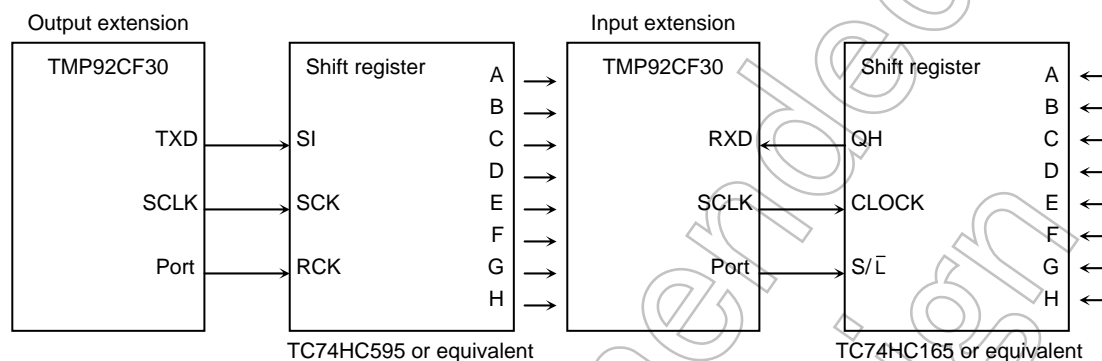 Output extension
TMP92CF30
TXD
SCLK
Port
Shift register
SI
SCK
RCK
A
B
C
D
E
F
G
H
TC74HC595 or equivalent
Input extension
TMP92CF30
RXD
SCLK
Port
Shift register
QH
CLOCK
S/L̅
A
B
C
D
E
F
G
H
TC74HC165 or equivalent